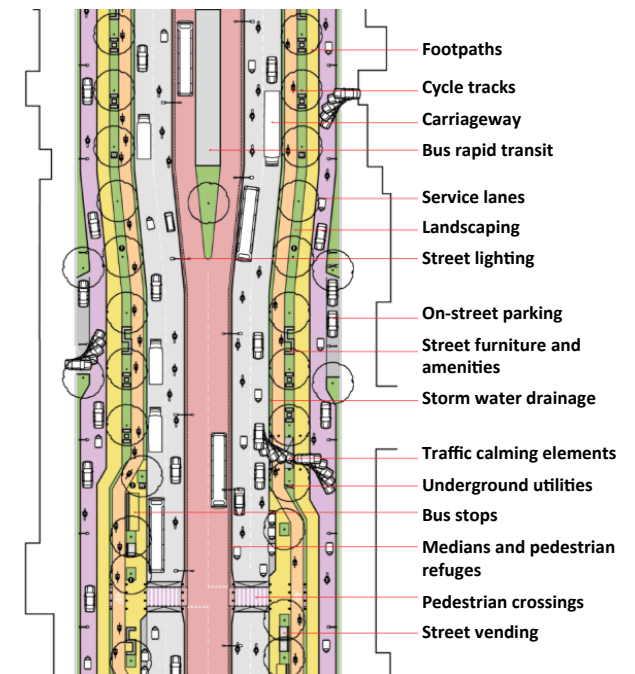 Footpaths
Cycle tracks
Carriageway
Bus rapid transit
Service lanes
Landscaping
Street lighting
On-street parking
Street furniture and
amenities
Storm water drainage
Traffic calming elements
Underground utilities
Bus stops
Medians and pedestrian
refuges
Pedestrian crossings
Street vending